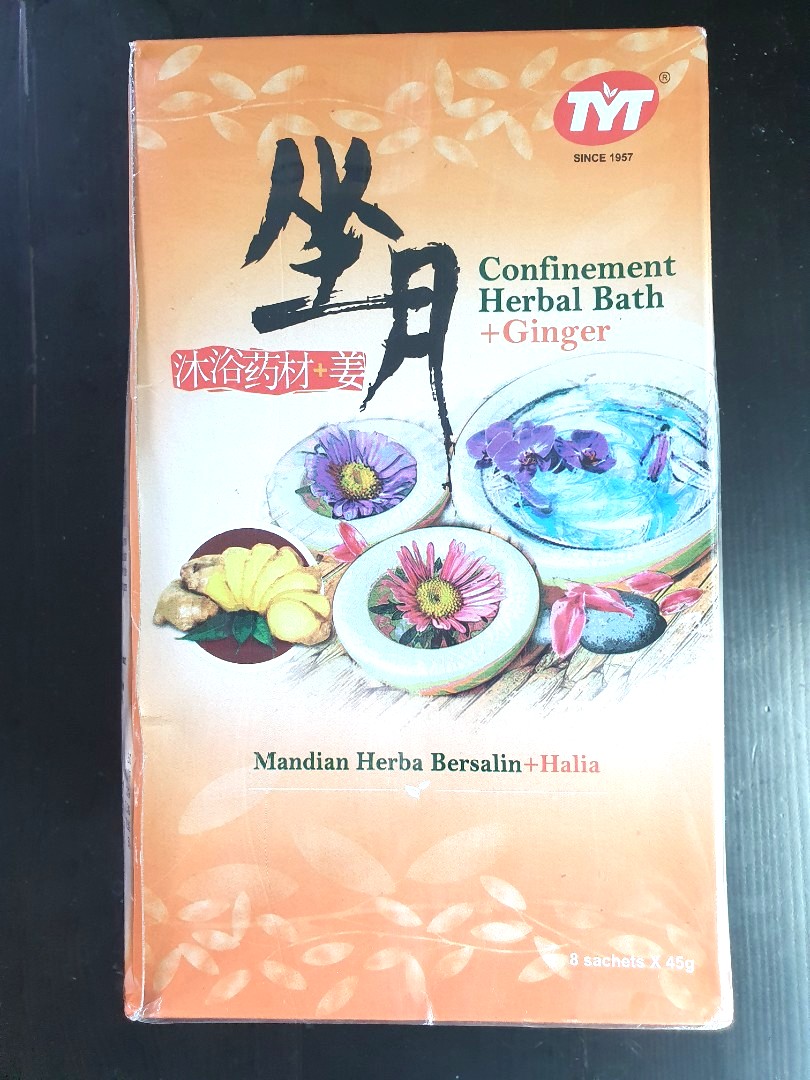 TYT®
SINCE 1957
坐月
Confinement
Herbal Bath
+Ginger
沐浴药材+姜
Mandian Herba Bersalin+Halia
8 sachets X 45g